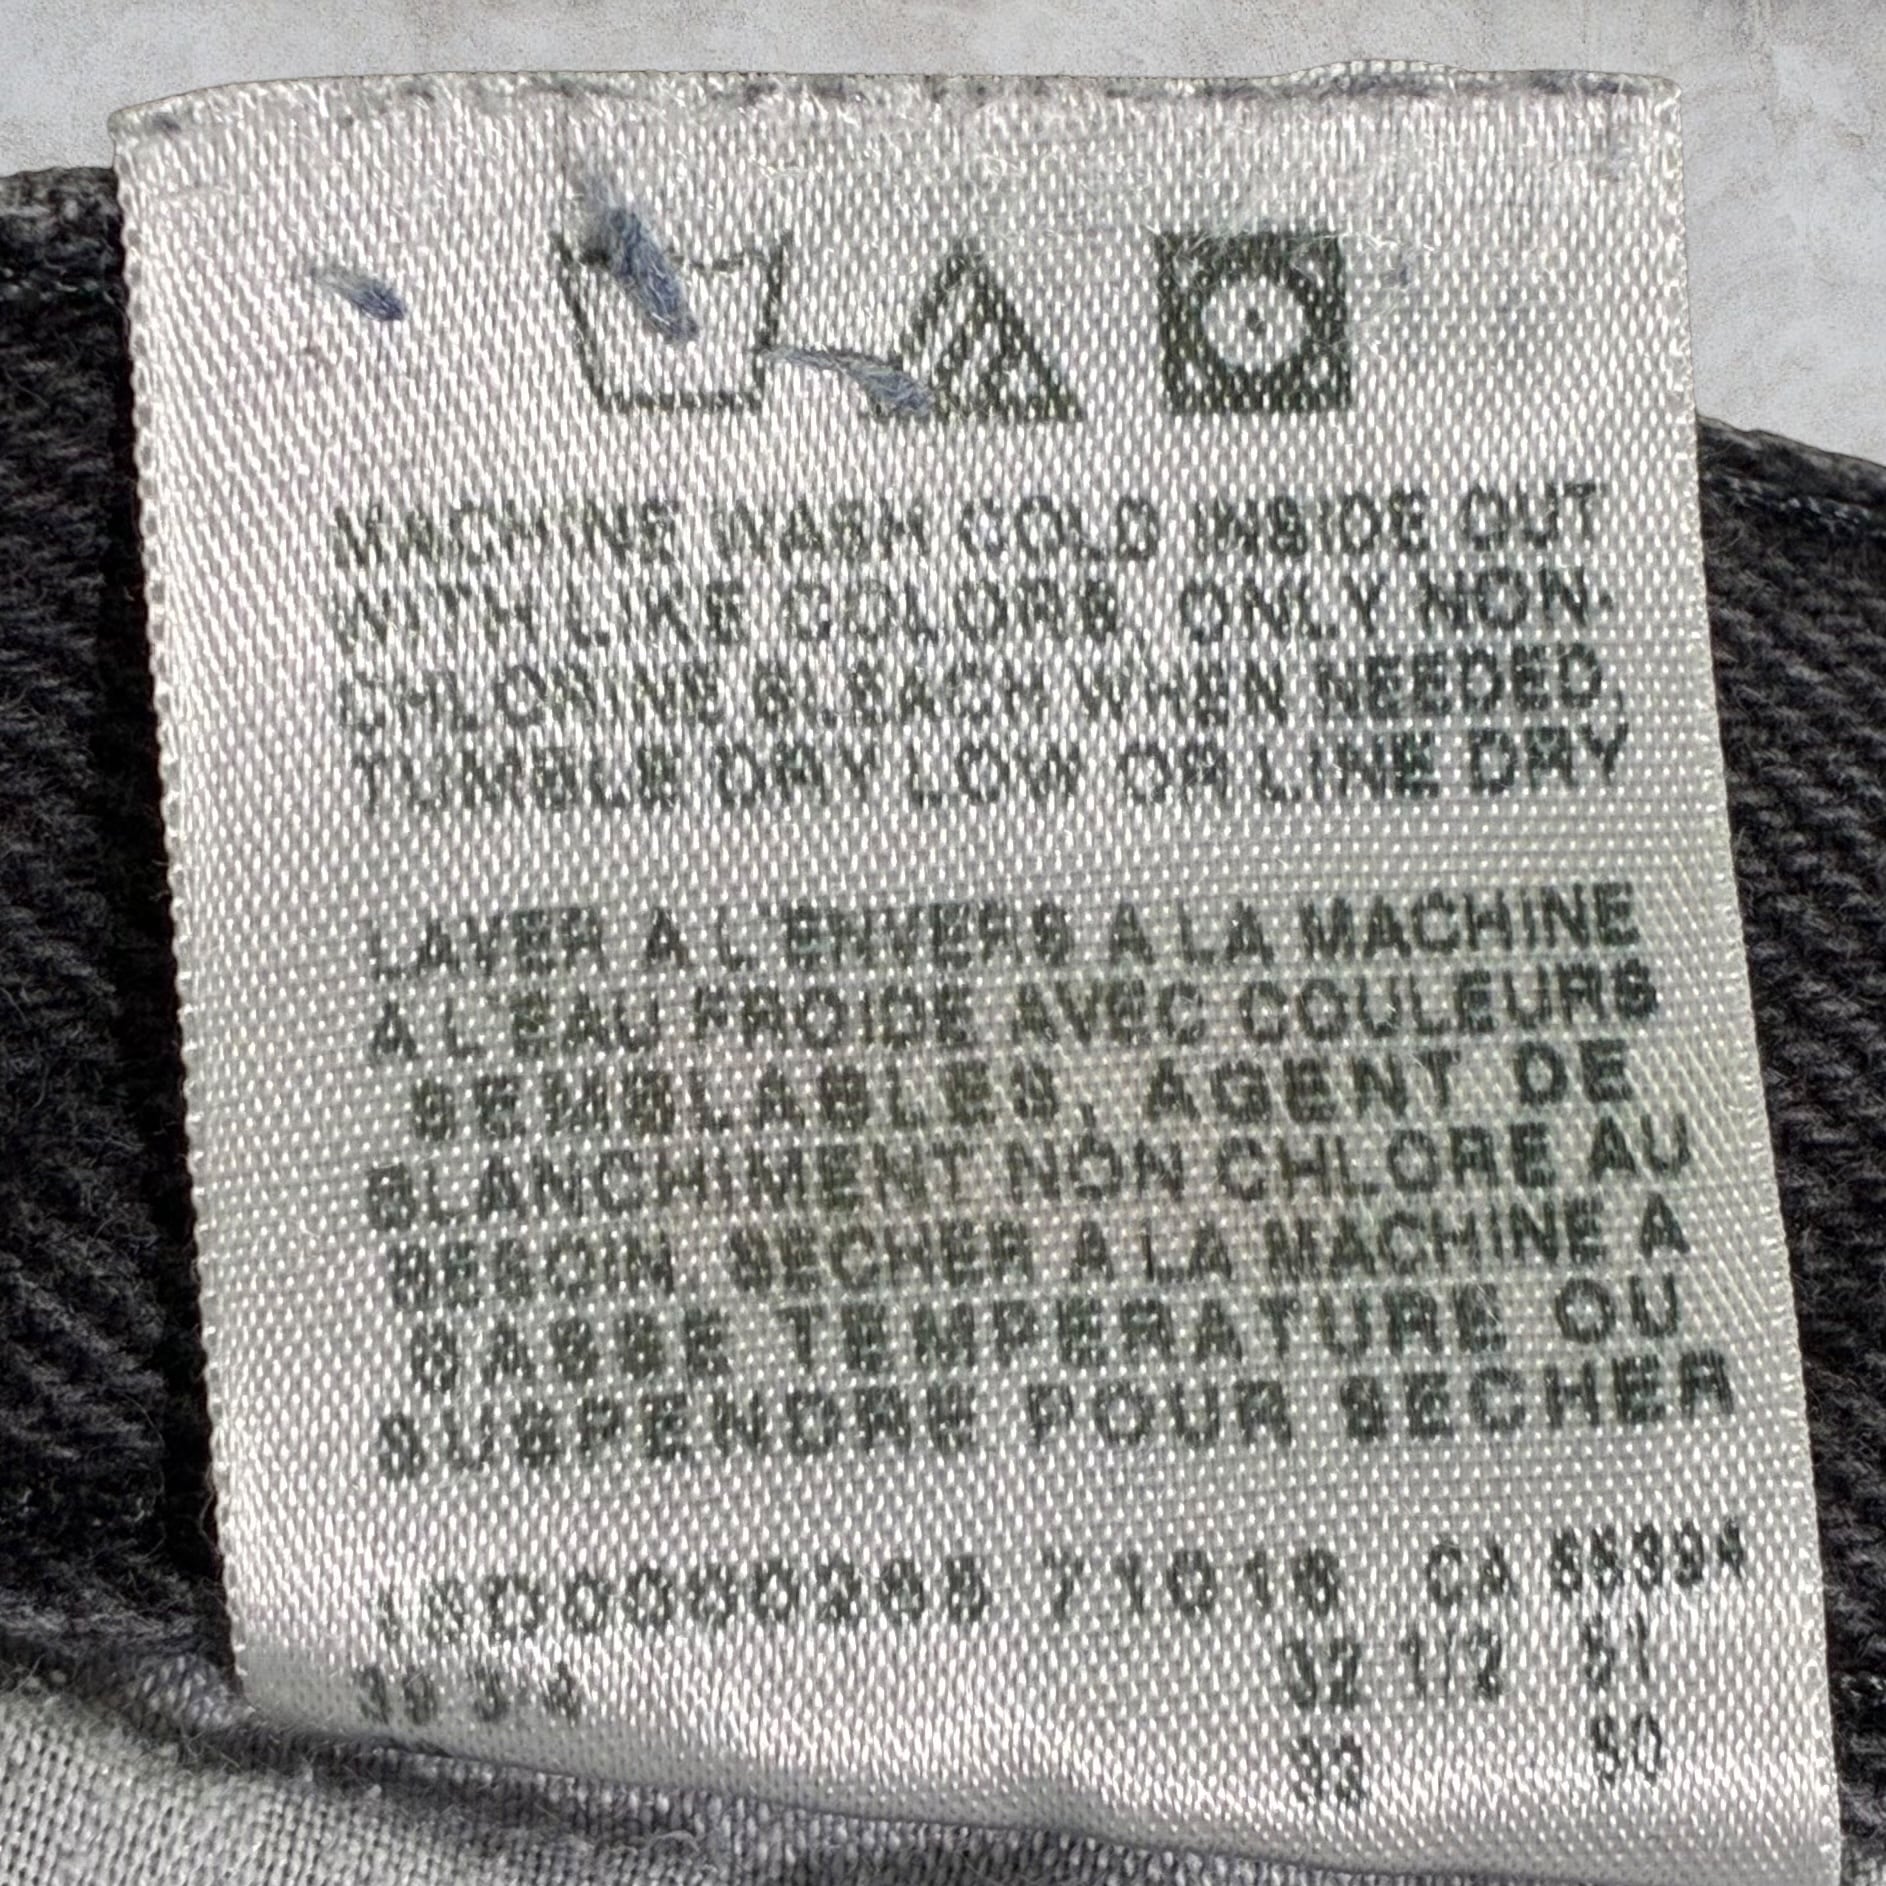 MACHINE WASH COLD INSIDE OUT
WITH LIKE COLORS, ONLY NON-
CHLORINE BLEACH WHEN NEEDED,
TUMBLE DRY LOW OR LINE DRY
LAVER A L'ENVERS A LA MACHINE
A L'EAU FROIDE AVEC COULEURS
SEMBLABLES, AGENT DE
BLANCHIMENT NON CHLORE AU
BESOIN SECHER A LA MACHINE A
BASSE TEMPERATURE OU
SUSPENDRE POUR SECHER
CA